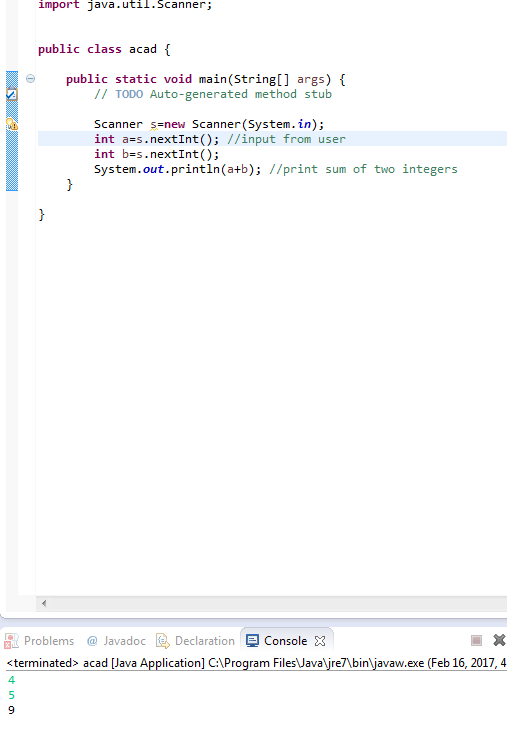 import java.util.Scanner;
public class acad {
public static void main(String[] args) {
// TODO Auto-generated method stub
Scanner s=new Scanner(System.in);
int a=s.nextInt(); //input from user
int b=s.nextInt();
System.out.println(a+b); //print sum of two integers
}
}
Problems @ Javadoc Declaration Console
<terminated> acad [Java Application] C:\Program Files\Java\jre7\bin\javaw.exe (Feb 16, 2017, 4
4
5
9